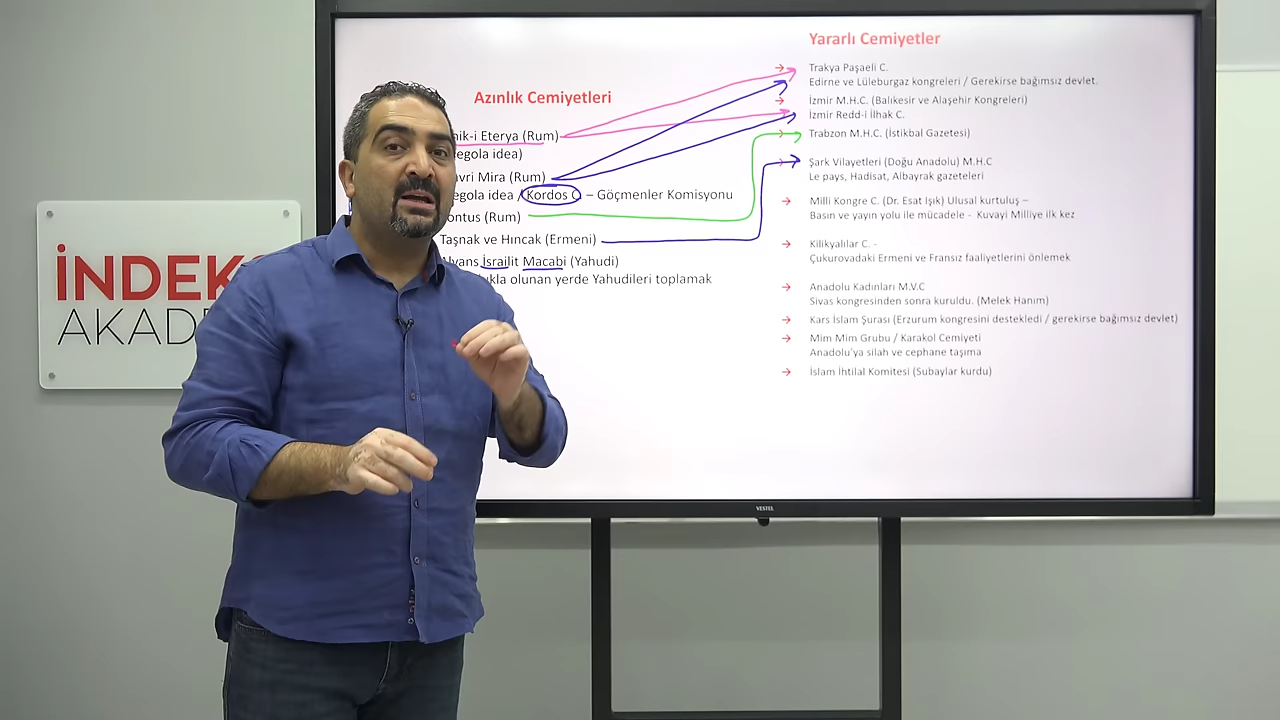 İNDEKS
AKAD
Azınlık Cemiyetleri
nik-i Eterya (Rum)
egola idea)
vri Mira (Rum)
egola idea / Kordos C. – Göçmenler Komisyonu
ontus (Rum)
Taşnak ve Hıncak (Ermeni)
lyans İsrailit Macabi (Yahudi)
ukla olunan yerde Yahudileri toplamak
Yararlı Cemiyetler
→ Trakya Paşaeli C.
Edirne ve Lüleburgaz kongreleri / Gerekirse bağımsız devlet.
→ İzmir M.H.C. (Balıkesir ve Alaşehir Kongreleri)
İzmir Redd-i İlhak C.
Trabzon M.H.C. (İstikbal Gazetesi)
Şark Vilayetleri (Doğu Anadolu) M.H.C
Le pays, Hadisat, Albayrak gazeteleri
→ Milli Kongre C. (Dr. Esat Işık) Ulusal kurtuluş –
Basın ve yayın yolu ile mücadele - Kuvayi Milliye ilk kez
→ Kilikyalılar C. -
Çukurovadaki Ermeni ve Fransız faaliyetlerini önlemek
→ Anadolu Kadınları M.V.C
Sivas kongresinden sonra kuruldu. (Melek Hanım)
→ Kars İslam Şurası (Erzurum kongresini destekledi / gerekirse bağımsız devlet)
→ Mim Mim Grubu / Karakol Cemiyeti
Anadolu'ya silah ve cephane taşıma
→ İslam İhtilal Komitesi (Subaylar kurdu)
VESTEL